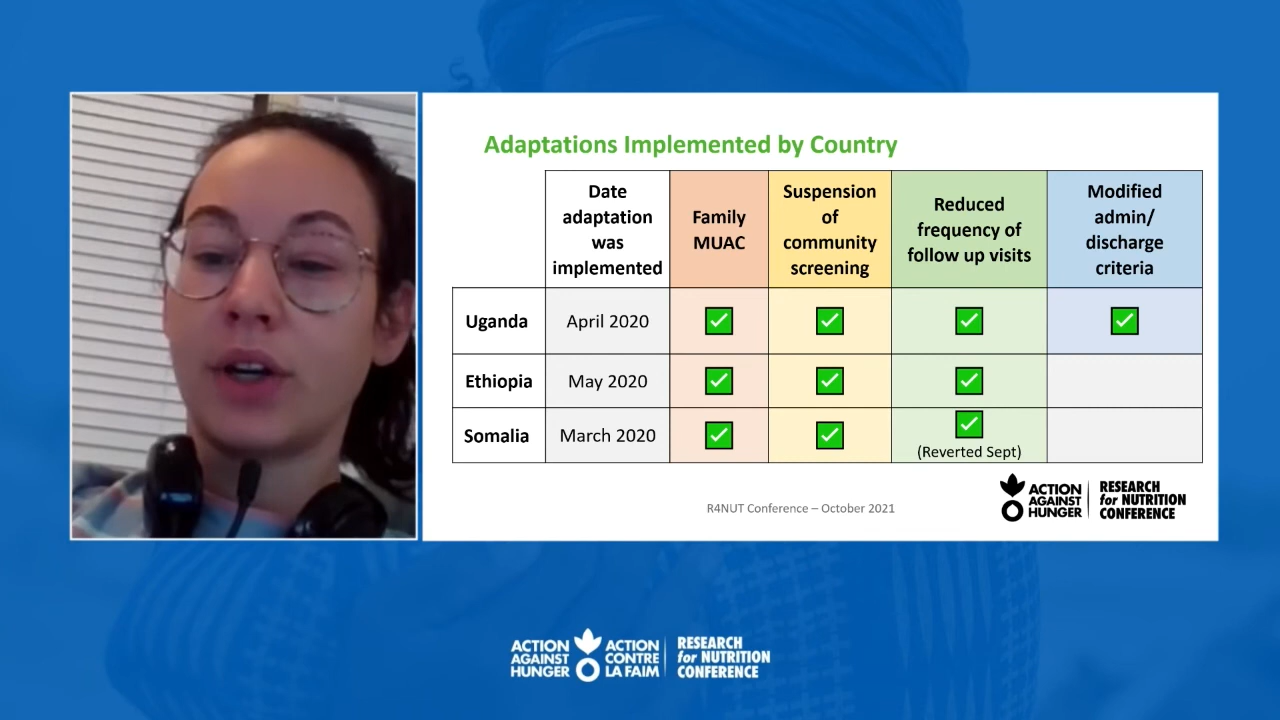 Adaptations Implemented by Country
Date
adaptation
was
implemented
Family
MUAC
Suspension
of
community
screening
Reduced
frequency of
follow up visits
Modified
admin/
discharge
criteria
Uganda
April 2020
Ethiopia
May 2020
Somalia
March 2020
(Reverted Sept)
R4NUT Conference – October 2021
ACTION
AGAINST
HUNGER
RESEARCH
for NUTRITION
CONFERENCE
ACTION
AGAINST
HUNGER
ACTION
CONTRE
LA FAIM
RESEARCH
for NUTRITION
CONFERENCE